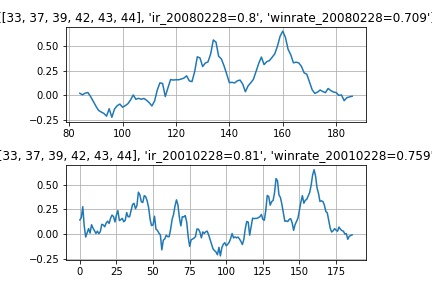 [33, 37, 39, 42, 43, 44], 'ir_20080228=0.8', 'winrate_20080228=0.709'
0.50
0.25
0.00
−0.25
80 100 120 140 160 180
[33, 37, 39, 42, 43, 44], 'ir_20010228=0.81', 'winrate_20010228=0.759'
0.50
0.25
0.00
−0.25
0 25 50 75 100 125 150 175